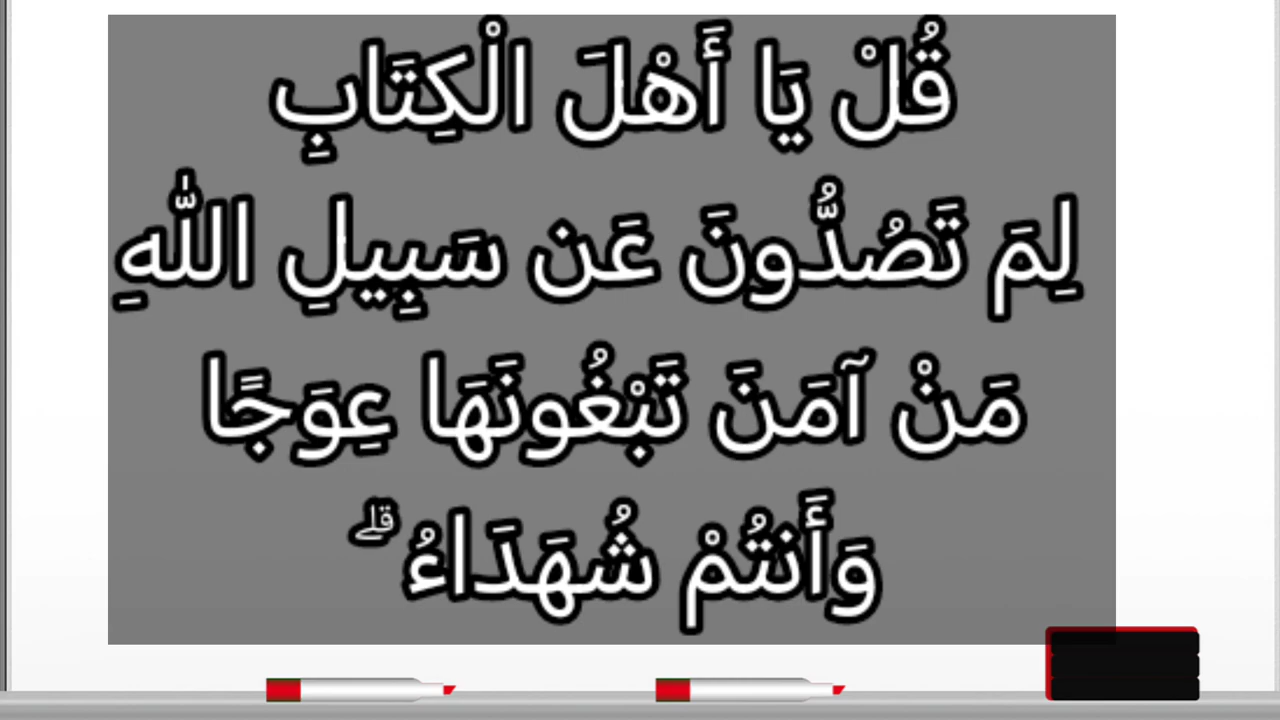 قُلْ يَا أَهْلَ الْكِتَابِ
لِمَ تَصُدُّونَ عَن سَبِيلِ اللَّهِ
مَنْ آمَنَ تَبْغُونَهَا عِوَجًا
وَأَنتُمْ شُهَدَاءُ ۗ